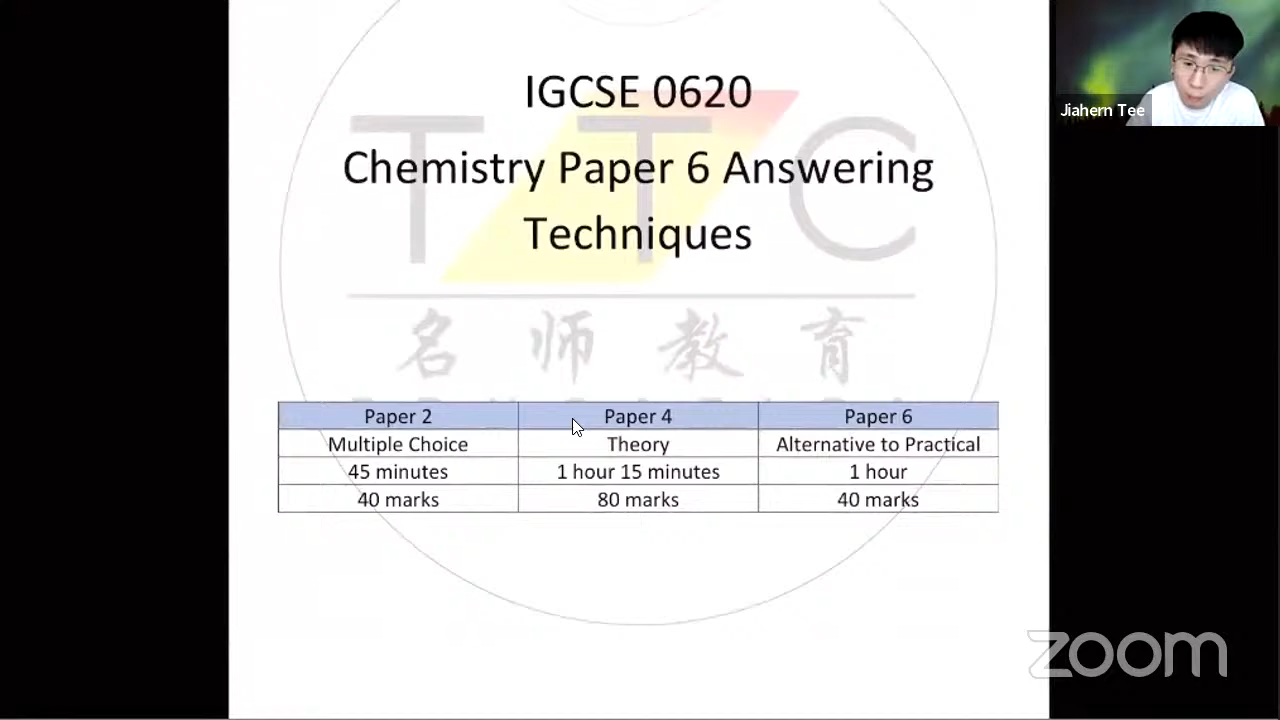 IGCSE 0620
Chemistry Paper 6 Answering
Techniques
TTC
名师教育
Paper 2 Paper 4 Paper 6
Multiple Choice Theory Alternative to Practical
45 minutes 1 hour 15 minutes 1 hour
40 marks 80 marks 40 marks
Jiahern Tee
zoom